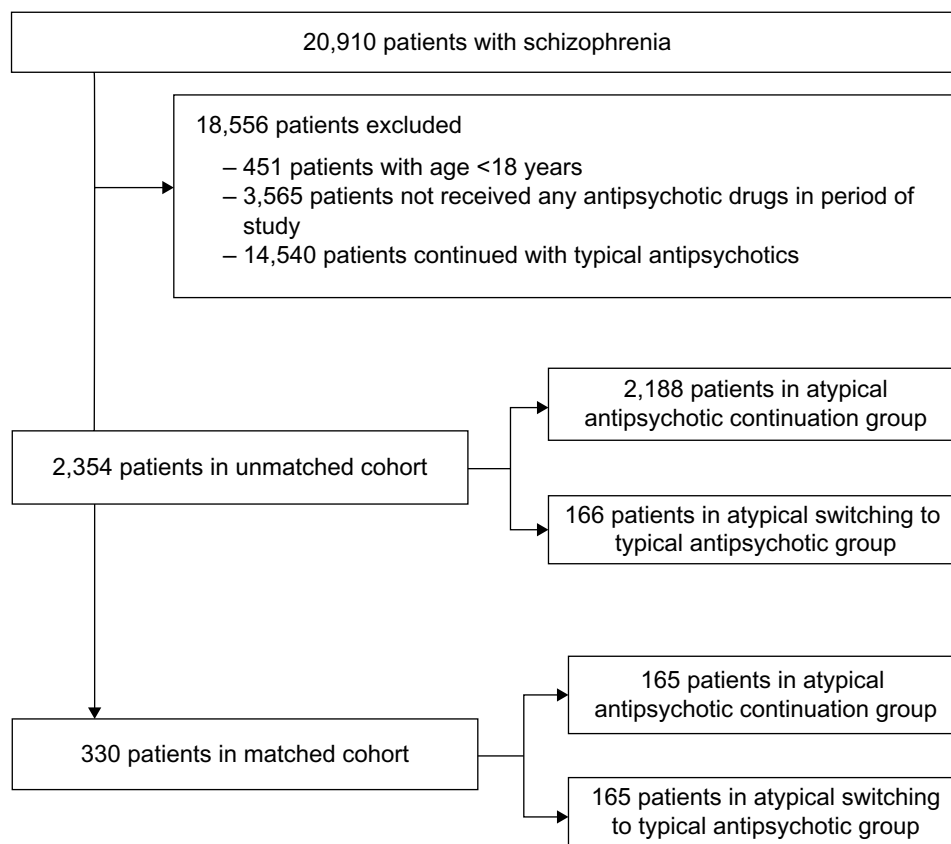 20,910 patients with schizophrenia
18,556 patients excluded
– 451 patients with age <18 years
– 3,565 patients not received any antipsychotic drugs in period of
study
– 14,540 patients continued with typical antipsychotics
2,188 patients in atypical
antipsychotic continuation group
2,354 patients in unmatched cohort
166 patients in atypical switching to
typical antipsychotic group
165 patients in atypical
antipsychotic continuation group
330 patients in matched cohort
165 patients in atypical switching
to typical antipsychotic group